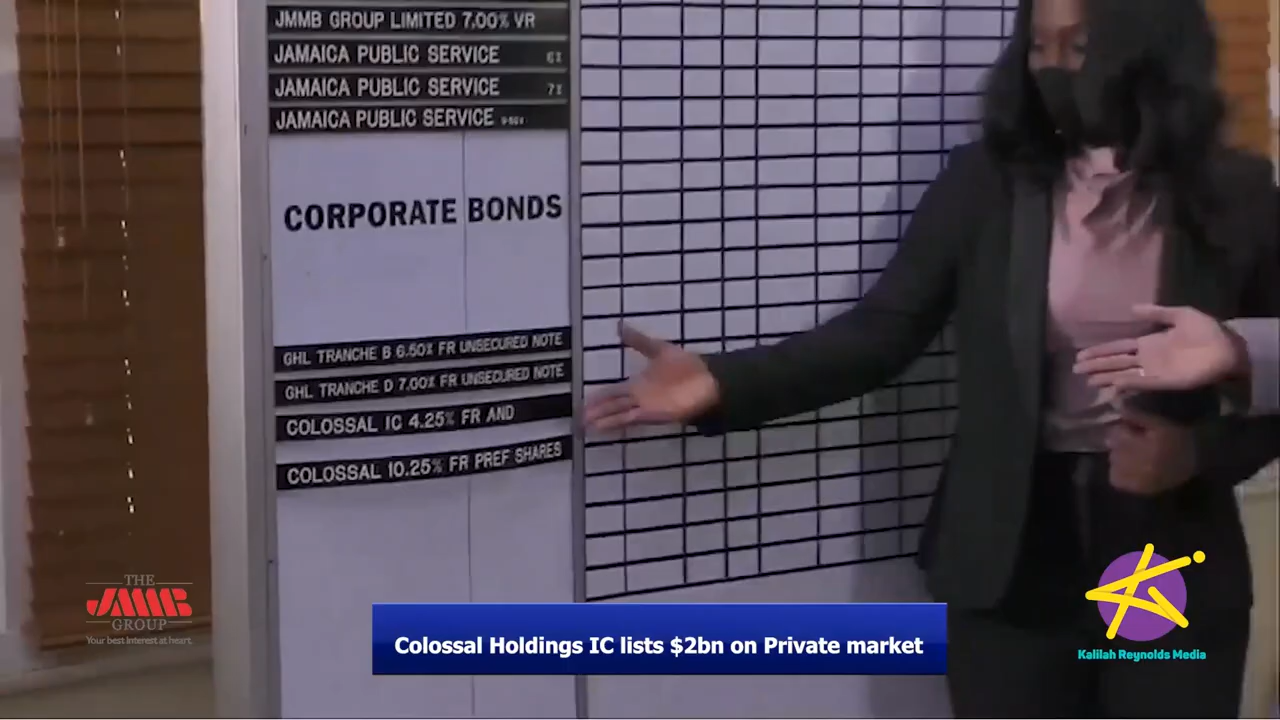 JMMB GROUP LIMITED 7.00% VR
JAMAICA PUBLIC SERVICE 6%
JAMAICA PUBLIC SERVICE 7%
JAMAICA PUBLIC SERVICE
CORPORATE BONDS
GHL TRANCHE B 6.50% FR UNSECURED NOTE
GHL TRANCHE D 7.00% FR UNSECURED NOTE
COLOSSAL IC 4.25% FR AND
COLOSSAL 10.25% FR PREF SHARES
THE
JMMB
GROUP
Your best interest at heart.
Colossal Holdings IC lists $2bn on Private market
Kalilah Reynolds Media